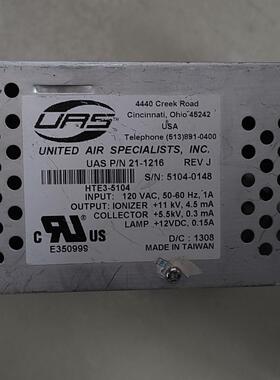 UAS
4440 Creek Road
Cincinnati, Ohio 45242
USA
Telephone (513)891-0400
UNITED AIR SPECIALISTS, INC.
UAS P/N 21-1216 REV J
S/N: 5104-0148
HTE3-5104
INPUT: 120 VAC, 50-60 Hz, 1A
OUTPUT: IONIZER +11 kV, 4.5 mA
COLLECTOR +5.5kV, 0.3 mA
LAMP +12VDC, 0.15A
C UR US
E350999
D/C : 1308
MADE IN TAIWAN